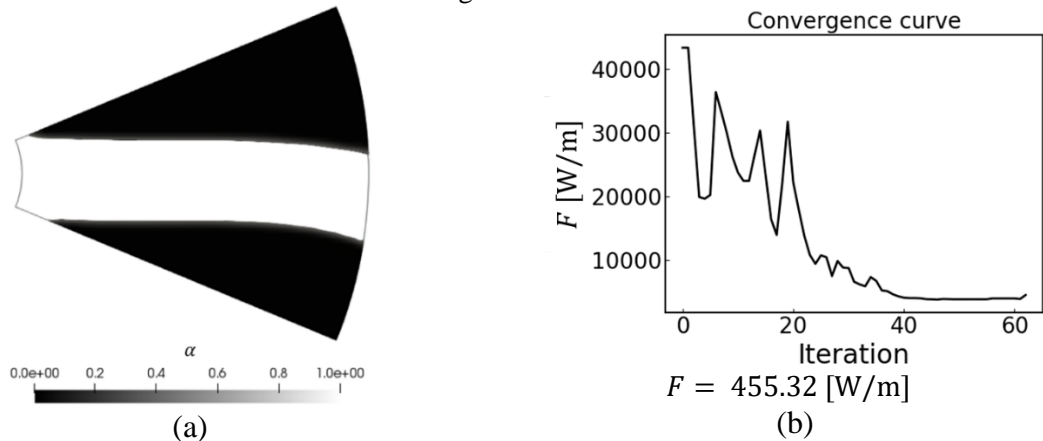 α
0.0e+00 0.2 0.4 0.6 0.8 1.0e+00
(a)
Convergence curve
F [W/m]
40000
30000
20000
10000
0 20 40 60
Iteration
F = 455.32 [W/m]
(b)